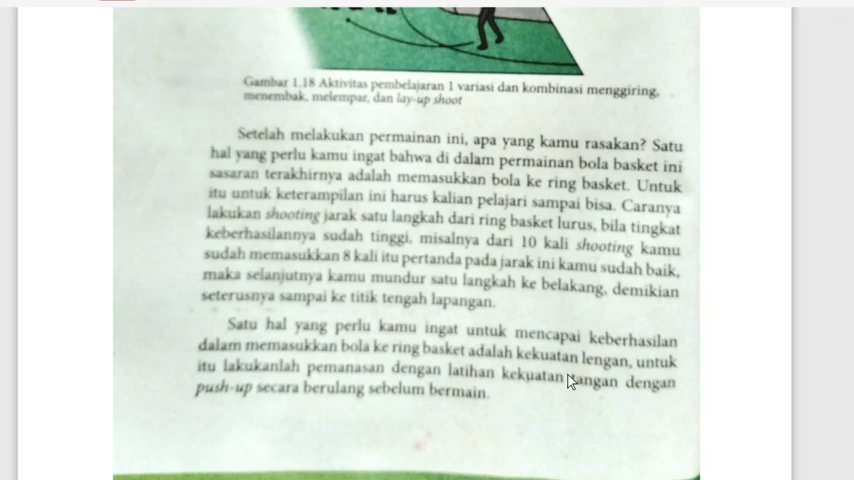 Gambar 1.18 Aktivitas pembelajaran 1 variasi dan kombinasi menggiring,
menembak, melempar, dan lay-up shoot
Setelah melakukan permainan ini, apa yang kamu rasakan? Satu
hal yang perlu kamu ingat bahwa di dalam permainan bola basket ini
sasaran terakhirnya adalah memasukkan bola ke ring basket. Untuk
itu untuk keterampilan ini harus kalian pelajari sampai bisa. Caranya
lakukan shooting jarak satu langkah dari ring basket lurus, bila tingkat
keberhasilannya sudah tinggi, misalnya dari 10 kali shooting kamu
sudah memasukkan 8 kali itu pertanda pada jarak ini kamu sudah baik,
maka selanjutnya kamu mundur satu langkah ke belakang, demikian
seterusnya sampai ke titik tengah lapangan.
Satu hal yang perlu kamu ingat untuk mencapai keberhasilan
dalam memasukkan bola ke ring basket adalah kekuatan lengan, untuk
itu lakukanlah pemanasan dengan latihan kekuatan tangan dengan
push-up secara berulang sebelum bermain.